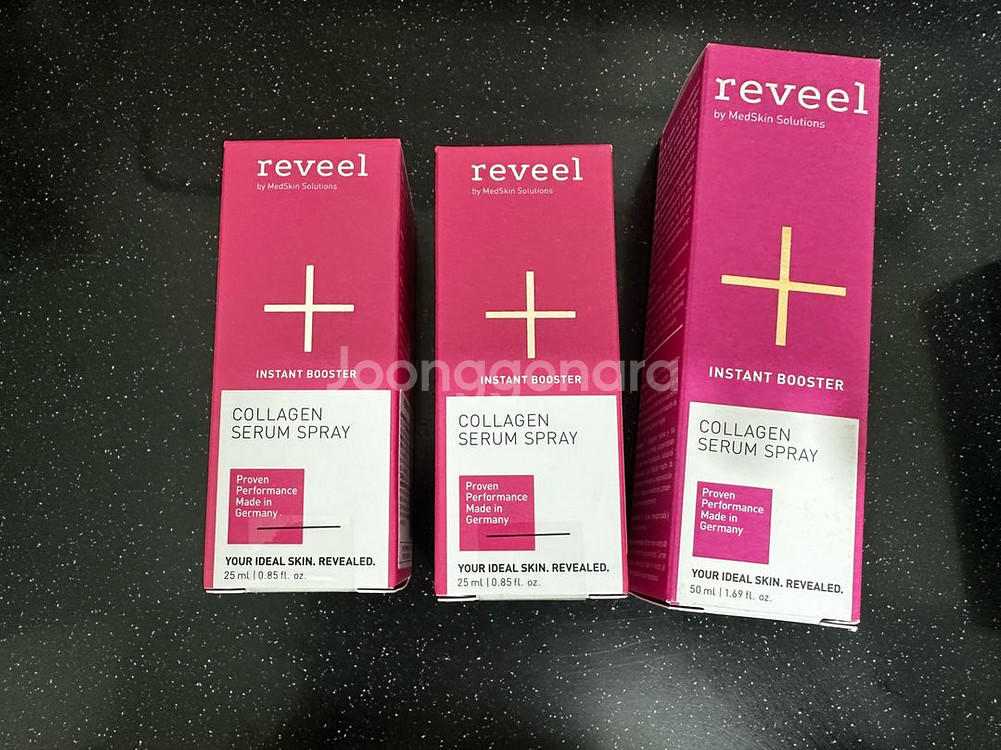 reveel
by MedSkin Solutions
INSTANT BOOSTER
COLLAGEN
SERUM SPRAY
Proven
Performance
Made in
Germany
YOUR IDEAL SKIN. REVEALED.
25 ml | 0.85 fl. oz.
reveel
by MedSkin Solutions
INSTANT BOOSTER
COLLAGEN
SERUM SPRAY
Proven
Performance
Made in
Germany
YOUR IDEAL SKIN. REVEALED.
25 ml | 0.85 fl. oz.
reveel
by MedSkin Solutions
INSTANT BOOSTER
COLLAGEN
SERUM SPRAY
Proven
Performance
Made in
Germany
YOUR IDEAL SKIN. REVEALED.
50 ml | 1.69 fl. oz.
Joonggonara